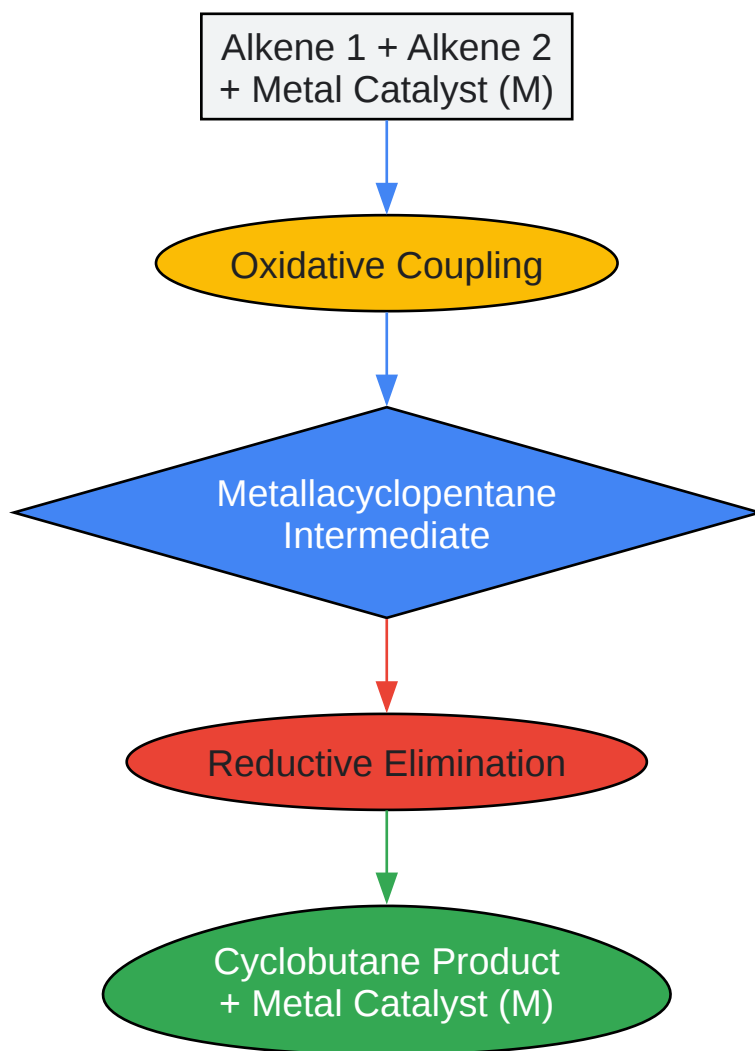 Alkene 1 + Alkene 2
+ Metal Catalyst (M)
Oxidative Coupling
Metallacyclopentane
Intermediate
Reductive Elimination
Cyclobutane Product
+ Metal Catalyst (M)